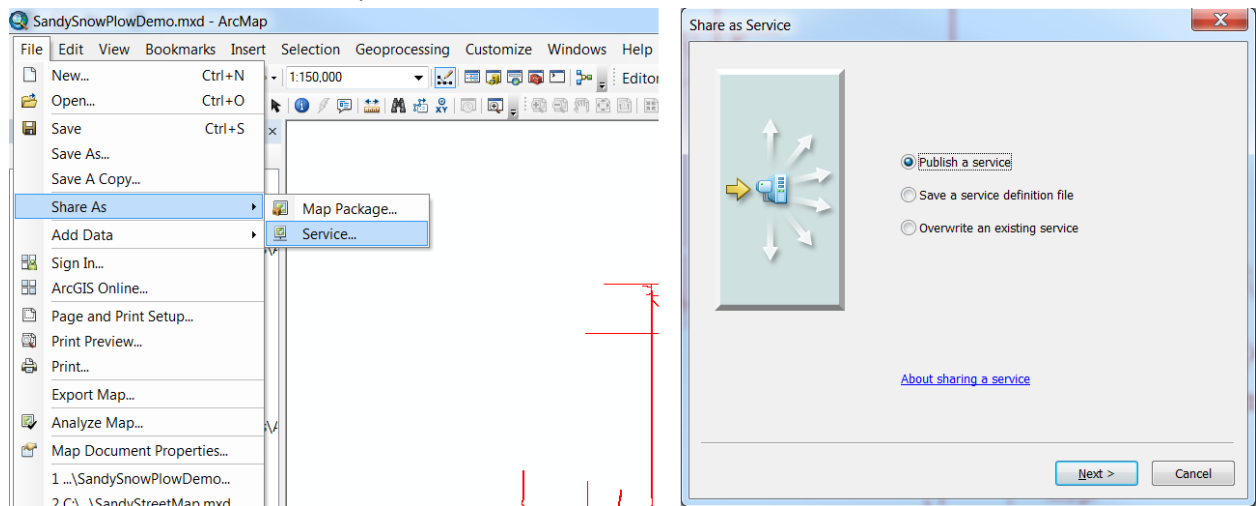 SandySnowPlowDemo.mxd - ArcMap
File Edit View Bookmarks Insert Selection Geoprocessing Customize Windows Help
New... Ctrl+N
1:150,000
Editor
Open... Ctrl+O
Save Ctrl+S
Save As...
Save A Copy...
Share As
Map Package...
Add Data
Service...
Sign In...
ArcGIS Online...
Page and Print Setup...
Print Preview...
Print...
Export Map...
Analyze Map...
Map Document Properties...
1 ...\SandySnowPlowDemo...
2 C:\...\SandyStreetMap.mxd
Share as Service
Publish a service
Save a service definition file
Overwrite an existing service
About sharing a service
Next >
Cancel